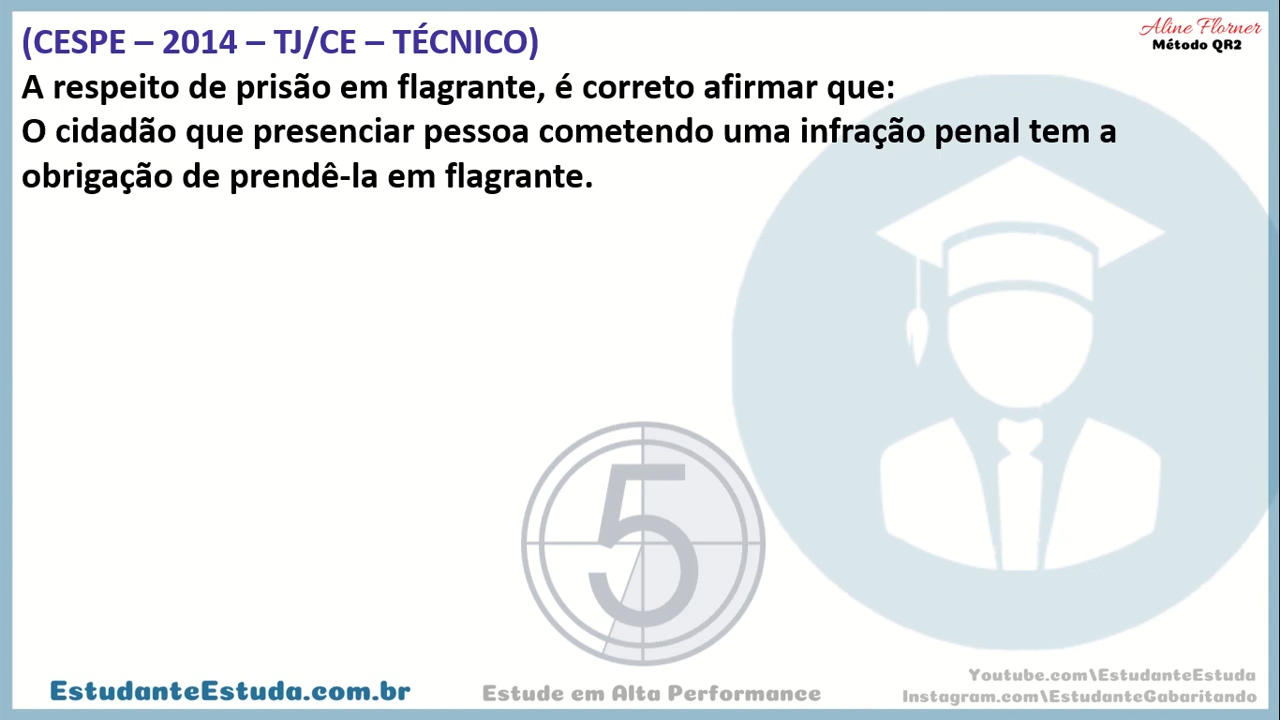 Aline Florner
Método QR2
(CESPE – 2014 – TJ/CE – TÉCNICO)
A respeito de prisão em flagrante, é correto afirmar que:
O cidadão que presenciar pessoa cometendo uma infração penal tem a
obrigação de prendê-la em flagrante.
5
EstudanteEstuda.com.br
Estude em Alta Performance
Youtube.com\EstudanteEstuda
Instagram.com\EstudanteGabaritando